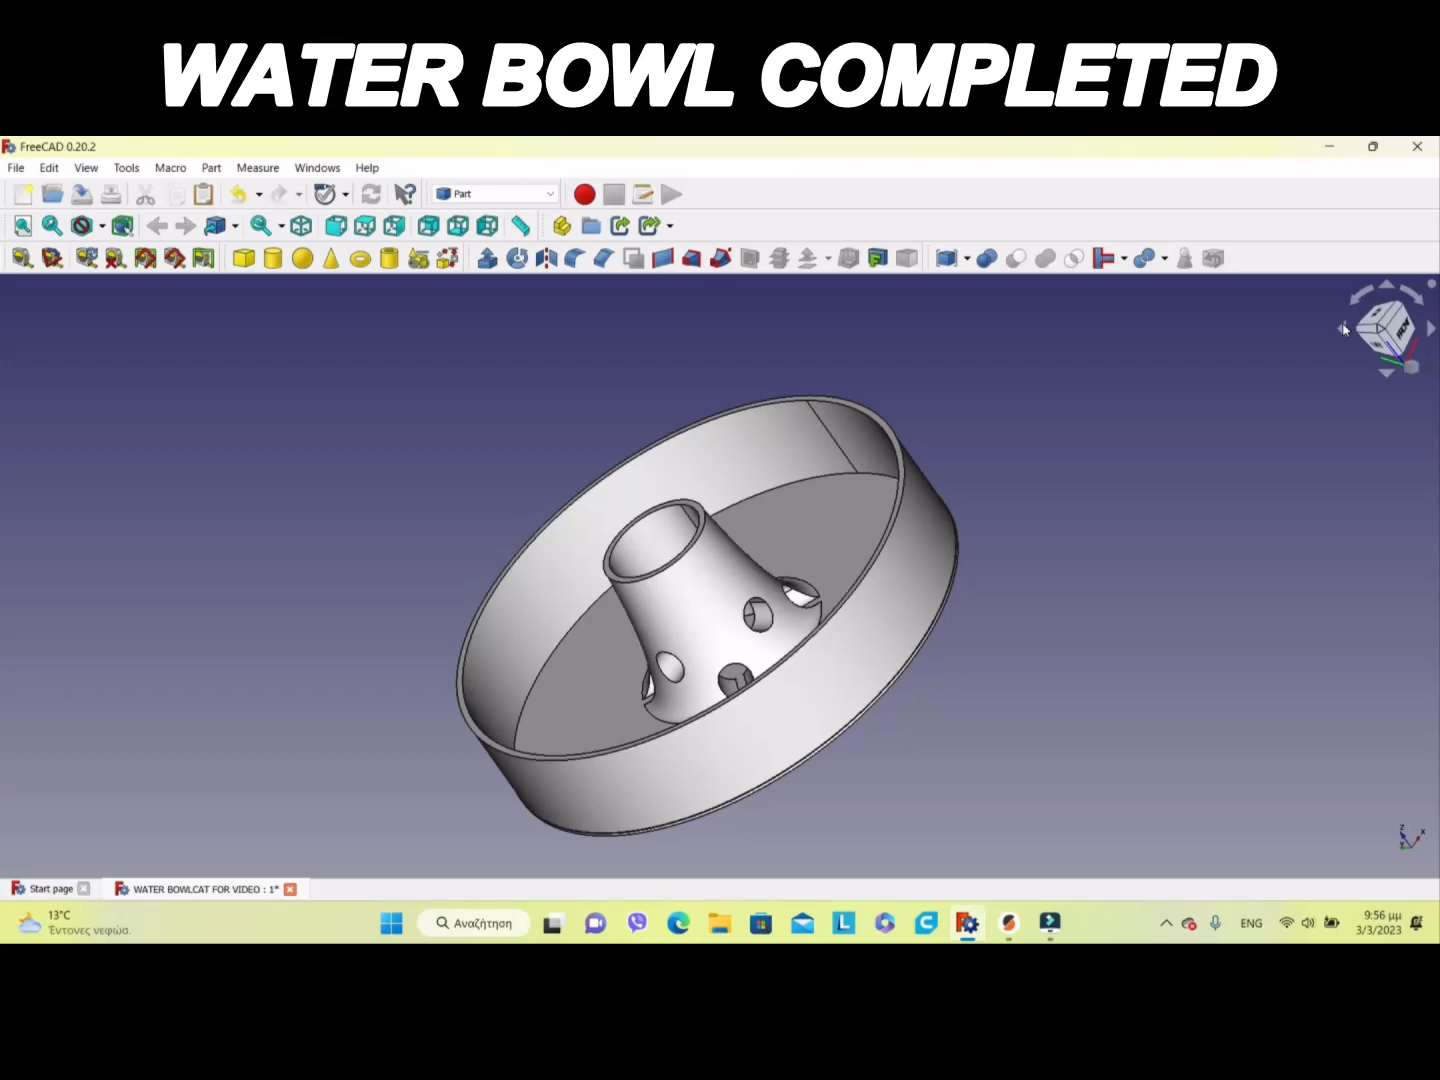 WATER BOWL COMPLETED
FreeCAD 0.20.2
File Edit View Tools Macro Part Measure Windows Help
Part
Start page WATER BOWLCAT FOR VIDEO : 1*
13°C
Έντονες νεφώσ.
Αναζήτηση
ENG
9:56 μμ
3/3/2023